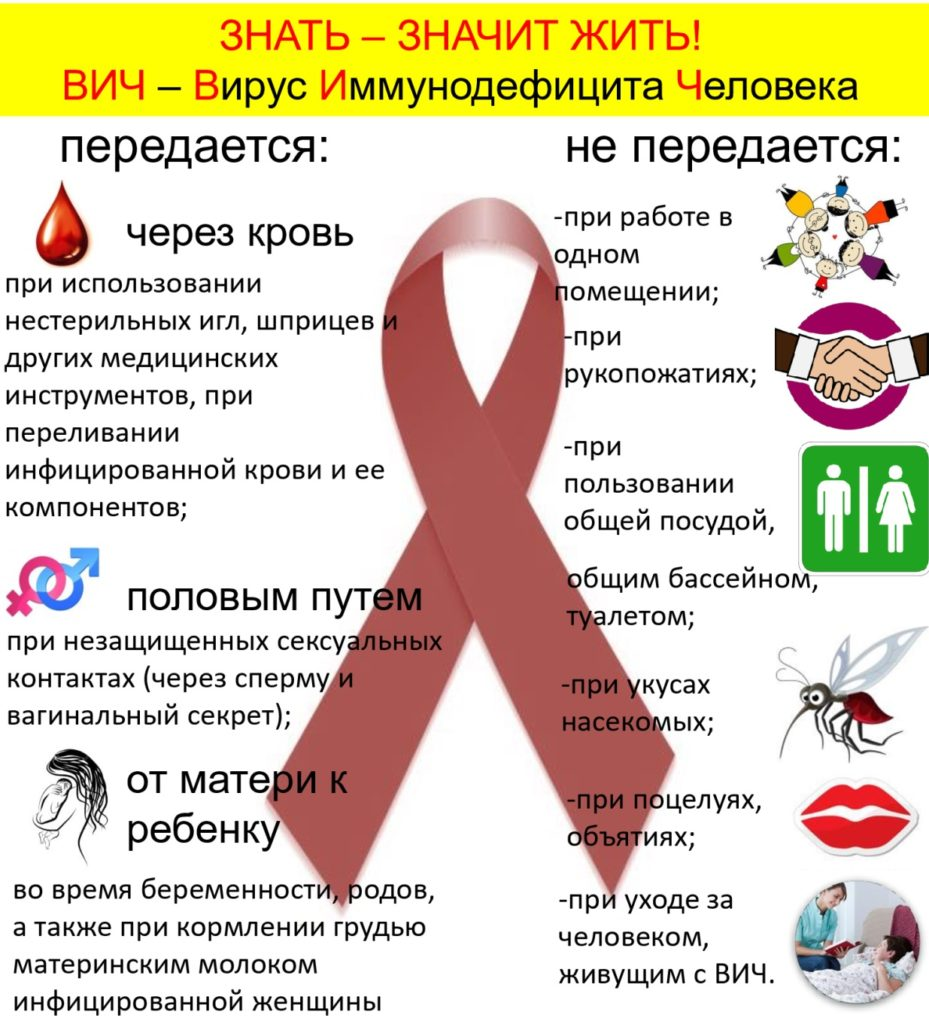 ЗНАТЬ – ЗНАЧИТ ЖИТЬ!
ВИЧ – Вирус Иммунодефицита Человека
передается:
через кровь
при использовании
нестерильных игл, шприцев и
других медицинских
инструментов, при
переливании
инфицированной крови и ее
компонентов;
половым путем
при незащищенных сексуальных
контактах (через сперму и
вагинальный секрет);
от матери к
ребенку
во время беременности, родов,
а также при кормлении грудью
материнским молоком
инфицированной женщины
не передается:
-при работе в
одном
помещении;
-при
рукопожатиях;
-при
пользовании
общей посудой,
общим бассейном,
туалетом;
-при укусах
насекомых;
-при поцелуях,
объятиях;
-при уходе за
человеком,
живущим с ВИЧ.